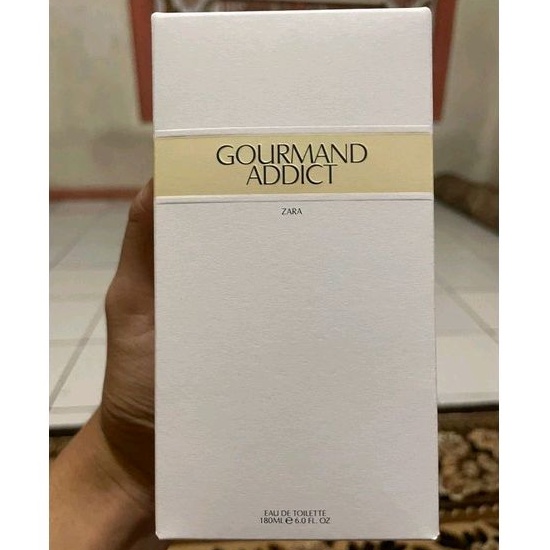 GOURMAND
ADDICT
ZARA
EAU DE TOILETTE
180ML ℮ 6.0 FL. OZ